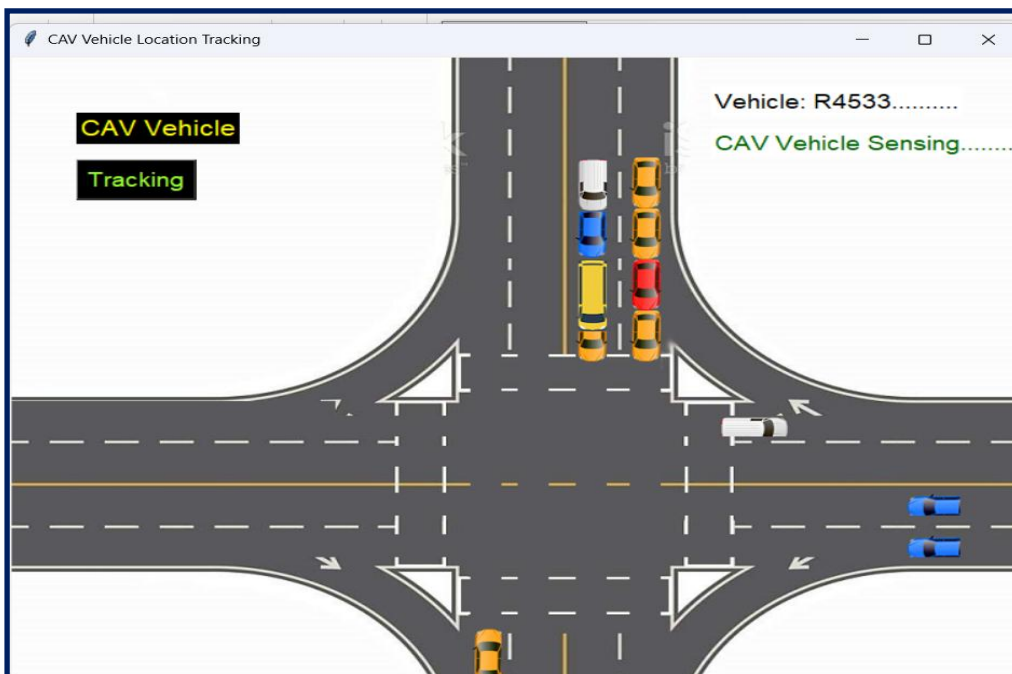 CAV Vehicle Location Tracking
Vehicle: R4533..........
CAV Vehicle
CAV Vehicle Sensing........
Tracking